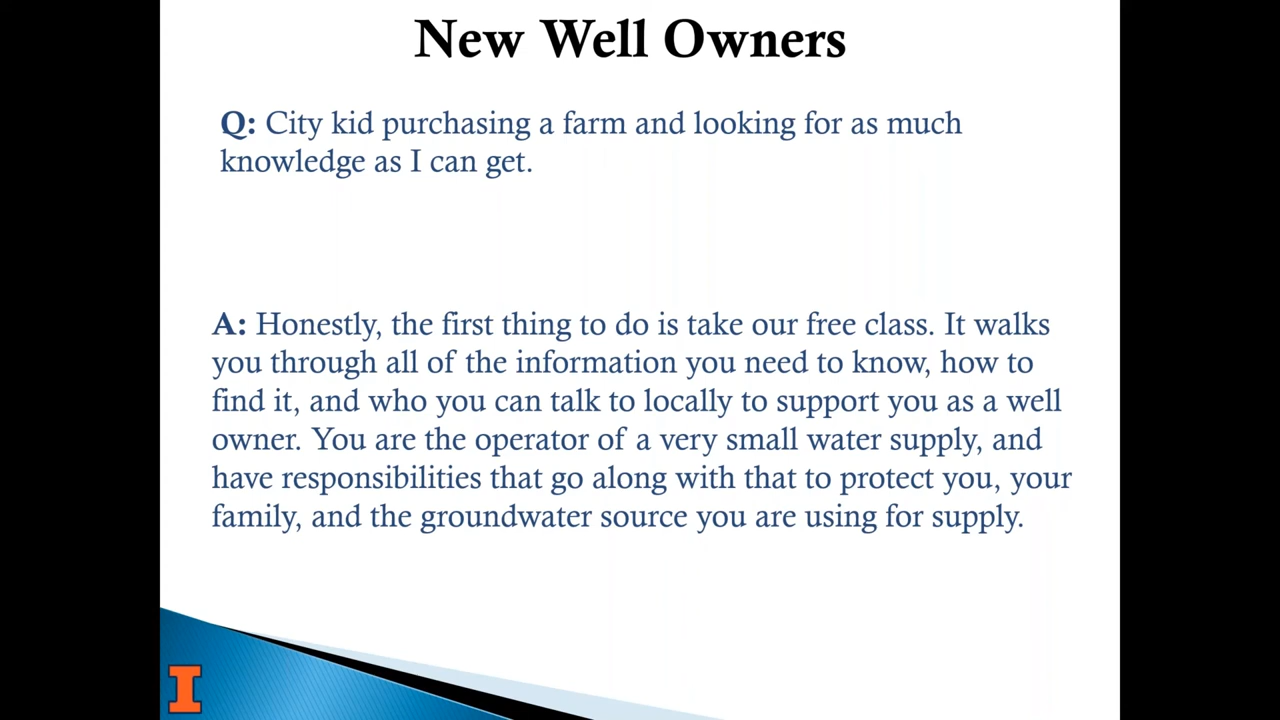 New Well Owners
Q: City kid purchasing a farm and looking for as much
knowledge as I can get.
A: Honestly, the first thing to do is take our free class. It walks
you through all of the information you need to know, how to
find it, and who you can talk to locally to support you as a well
owner. You are the operator of a very small water supply, and
have responsibilities that go along with that to protect you, your
family, and the groundwater source you are using for supply.
I